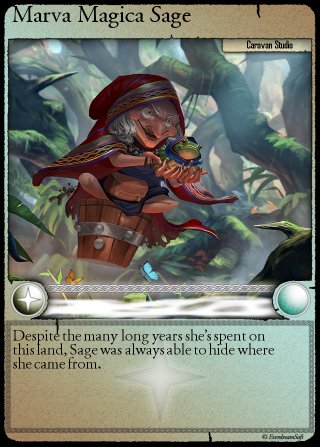 Marva Magica Sage
Caravan Studio
Despite the many long years she's spent on
this land, Sage was always able to hide where
she came from.
© EverdreamSoft